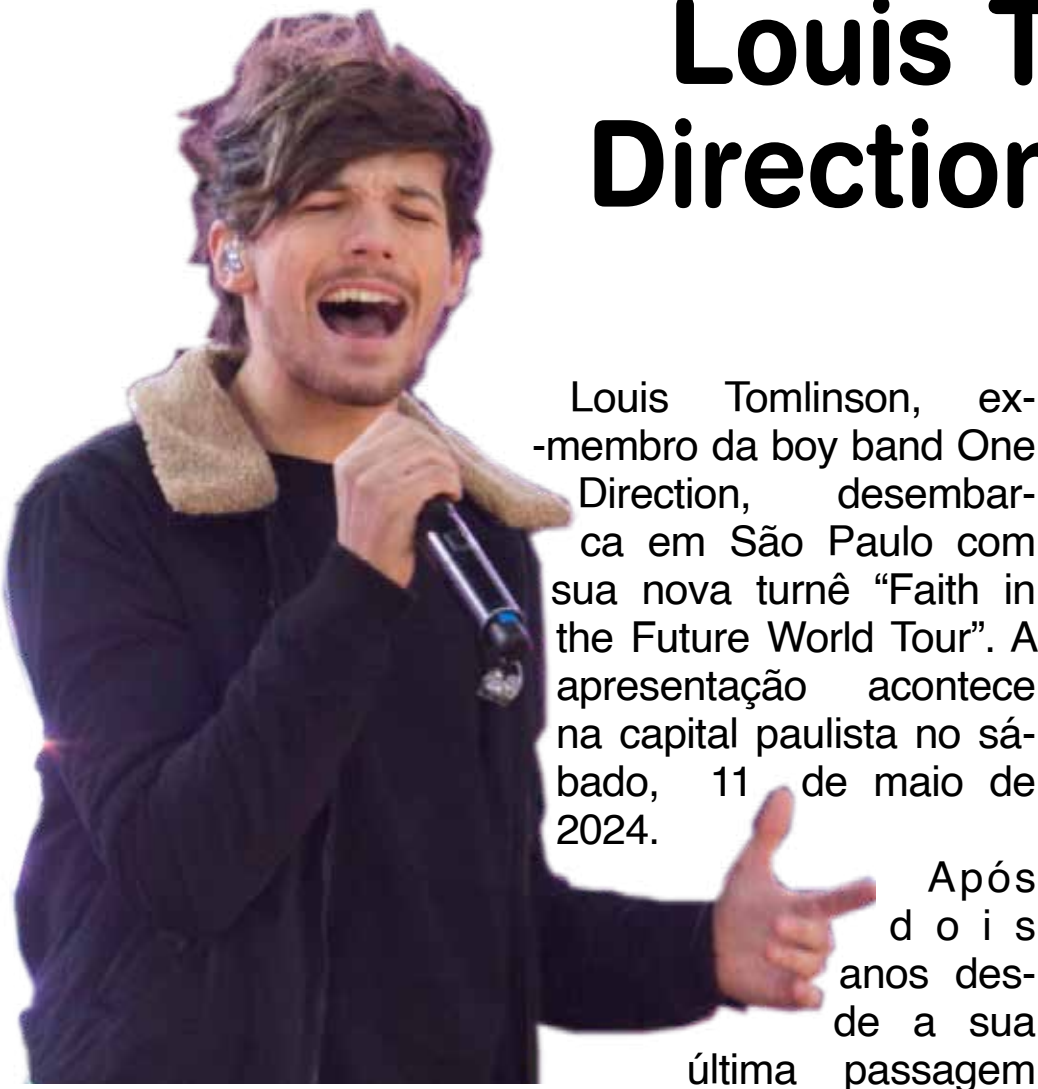 Louis T
Direction
Louis Tomlinson, ex-
-membro da boy band One
Direction, desembar-
ca em São Paulo com
sua nova turnê “Faith in
the Future World Tour”. A
apresentação acontece
na capital paulista no sá-
bado, 11 de maio de
2024.
Após
dois
anos des-
de a sua
última passagem